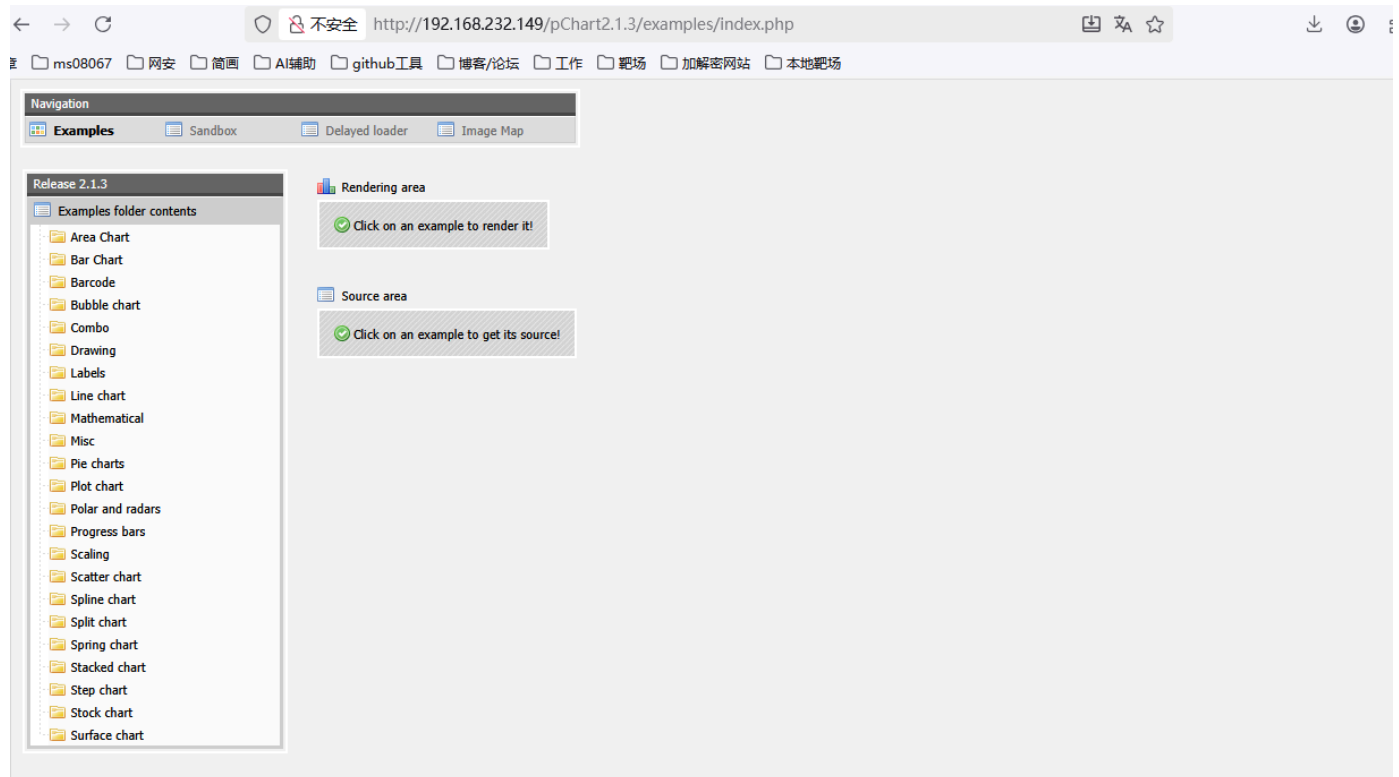 不安全 http://192.168.232.149/pChart2.1.3/examples/index.php
ms08067 网安 简画 AI辅助 github工具 博客/论坛 工作 靶场 加解密网站 本地靶场
Navigation
Examples Sandbox Delayed loader Image Map
Release 2.1.3
Examples folder contents
Area Chart
Bar Chart
Barcode
Bubble chart
Combo
Drawing
Labels
Line chart
Mathematical
Misc
Pie charts
Plot chart
Polar and radars
Progress bars
Scaling
Scatter chart
Spline chart
Split chart
Spring chart
Stacked chart
Step chart
Stock chart
Surface chart
Rendering area
Click on an example to render it!
Source area
Click on an example to get its source!